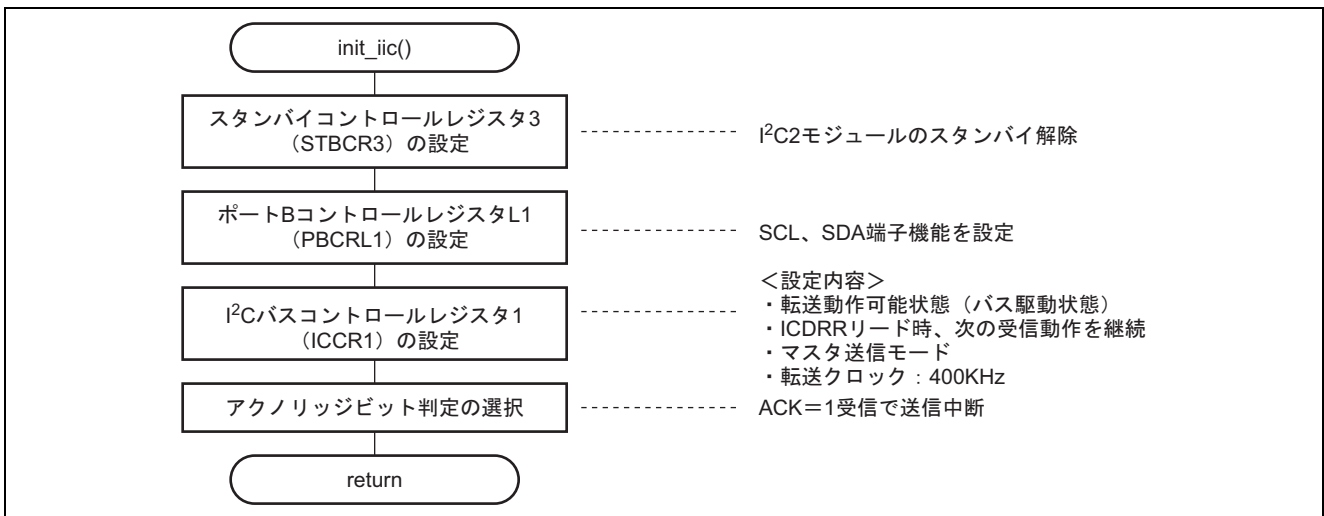 init_iic()
スタンバイコントロールレジスタ3
（STBCR3）の設定
I²C2モジュールのスタンバイ解除
ポートBコントロールレジスタL1
（PBCRL1）の設定
SCL、SDA端子機能を設定
I²Cバスコントロールレジスタ1
（ICCR1）の設定
＜設定内容＞
・転送動作可能状態（バス駆動状態）
・ICDRRリード時、次の受信動作を継続
・マスタ送信モード
・転送クロック：400KHz
アクノリッジビット判定の選択
ACK＝1受信で送信中断
return